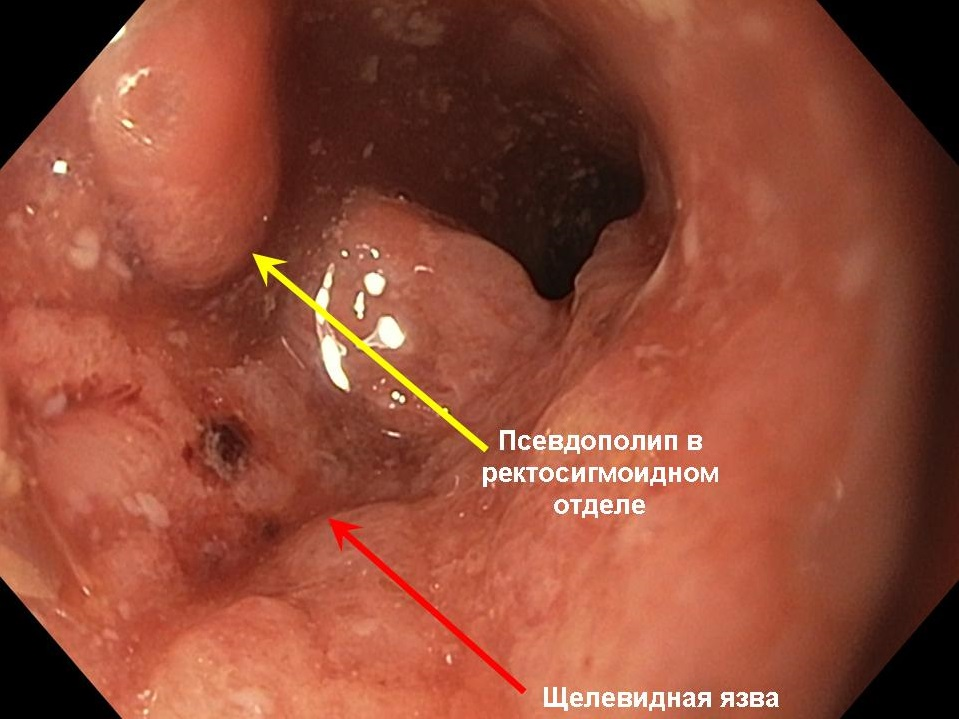 Псевдополип в
ректосигмоидном
отделе
Щелевидная язва